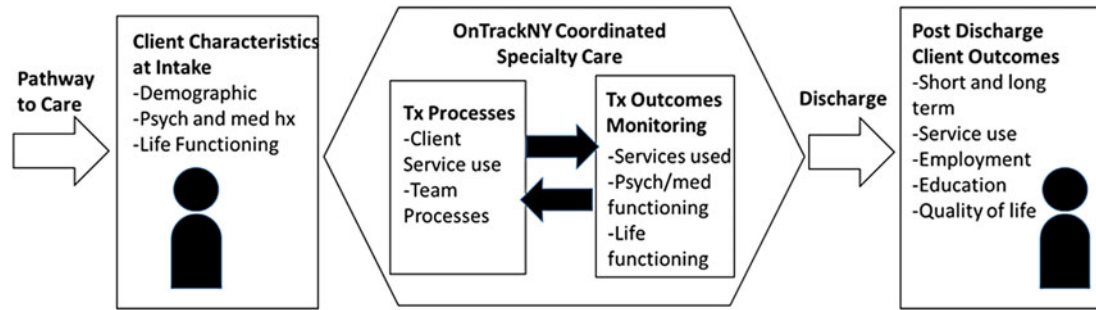 Pathway
to Care
Client Characteristics
at Intake
-Demographic
-Psych and med hx
-Life Functioning
OnTrackNY Coordinated
Specialty Care
Tx Processes
-Client
Service use
-Team
Processes
Tx Outcomes
Monitoring
-Services used
-Psych/med
functioning
-Life
functioning
Discharge
Post Discharge
Client Outcomes
-Short and long
term
-Service use
-Employment
-Education
-Quality of life